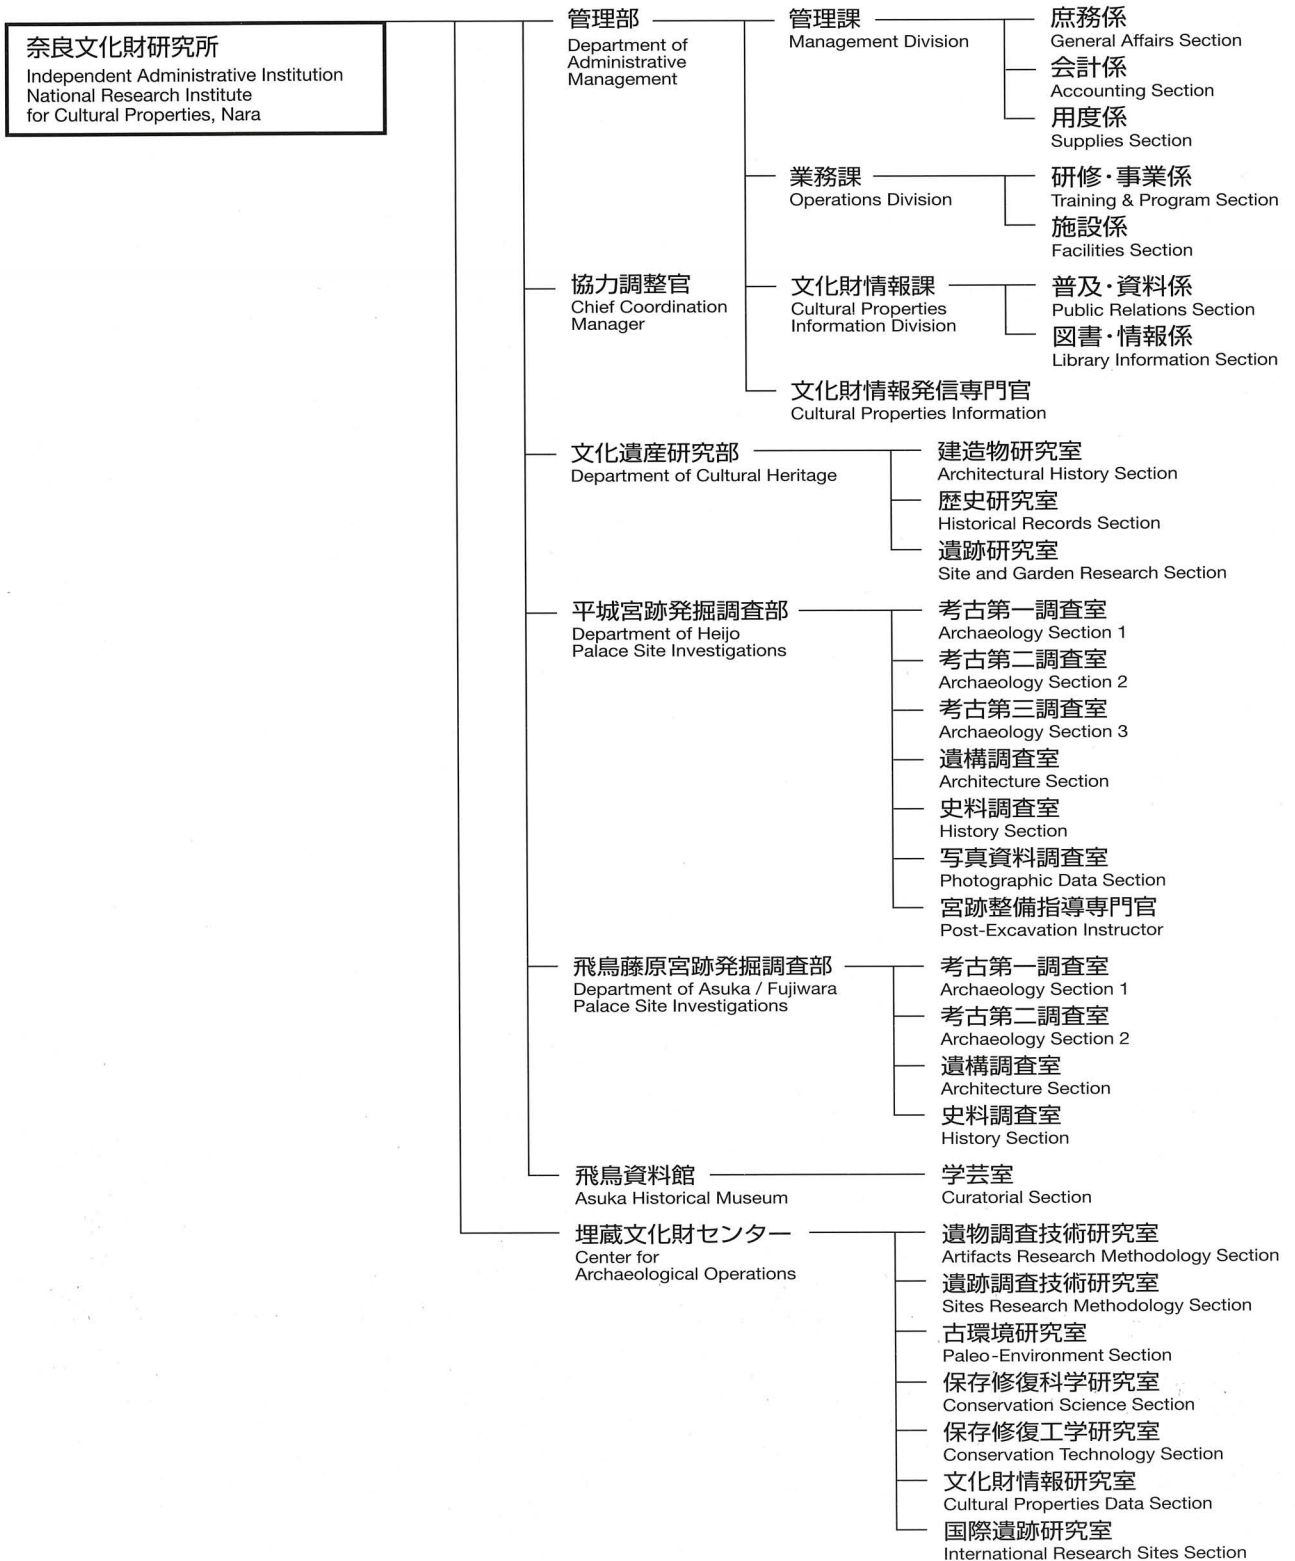 奈良文化財研究所
Independent Administrative Institution
National Research Institute
for Cultural Properties, Nara
管理部
Department of
Administrative
Management
管理課
Management Division
庶務係
General Affairs Section
会計係
Accounting Section
用度係
Supplies Section
業務課
Operations Division
研修・事業係
Training & Program Section
施設係
Facilities Section
協力調整官
Chief Coordination
Manager
文化財情報課
Cultural Properties
Information Division
普及・資料係
Public Relations Section
図書・情報係
Library Information Section
文化財情報発信専門官
Cultural Properties Information
文化遺産研究部
Department of Cultural Heritage
建造物研究室
Architectural History Section
歴史研究室
Historical Records Section
遺跡研究室
Site and Garden Research Section
平城宮跡発掘調査部
Department of Heijo
Palace Site Investigations
考古第一調査室
Archaeology Section 1
考古第二調査室
Archaeology Section 2
考古第三調査室
Archaeology Section 3
遺構調査室
Architecture Section
史料調査室
History Section
写真資料調査室
Photographic Data Section
宮跡整備指導専門官
Post-Excavation Instructor
飛鳥藤原宮跡発掘調査部
Department of Asuka / Fujiwara
Palace Site Investigations
考古第一調査室
Archaeology Section 1
考古第二調査室
Archaeology Section 2
遺構調査室
Architecture Section
史料調査室
History Section
飛鳥資料館
Asuka Historical Museum
学芸室
Curatorial Section
埋蔵文化財センター
Center for
Archaeological Operations
遺物調査技術研究室
Artifacts Research Methodology Section
遺跡調査技術研究室
Sites Research Methodology Section
古環境研究室
Paleo-Environment Section
保存修復科学研究室
Conservation Science Section
保存修復工学研究室
Conservation Technology Section
文化財情報研究室
Cultural Properties Data Section
国際遺跡研究室
International Research Sites Section